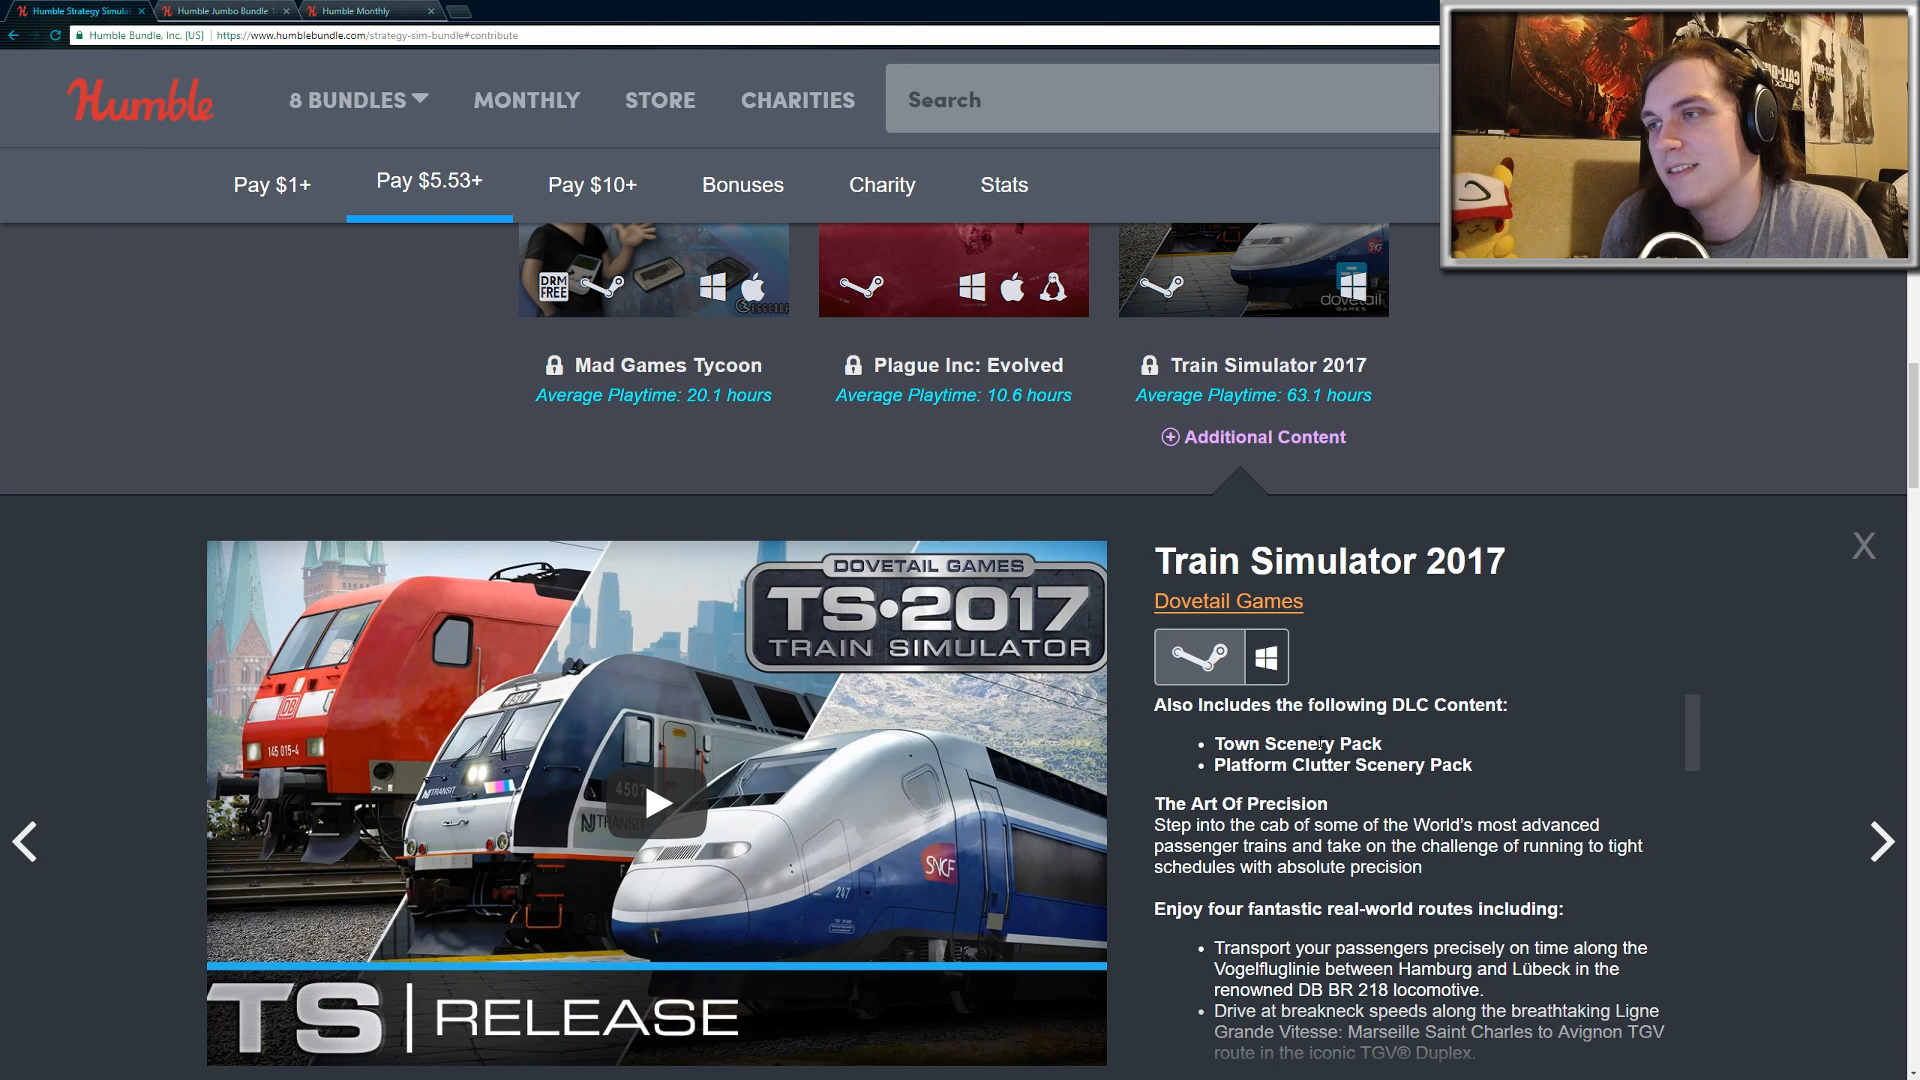 Humble Strategy Simula
Humble Jumbo Bundle
Humble Monthly
Humble Bundle, Inc. [US]
https://www.humblebundle.com/strategy-sim-bundle#contribute
Humble
8 BUNDLES
MONTHLY
STORE
CHARITIES
Search
Pay $1+
Pay $5.53+
Pay $10+
Bonuses
Charity
Stats
DRM
FREE
SNCF
dovetail
GAMES
Mad Games Tycoon
Average Playtime: 20.1 hours
Plague Inc: Evolved
Average Playtime: 10.6 hours
Train Simulator 2017
Average Playtime: 63.1 hours
Additional Content
X
DOVETAIL GAMES
TS•2017
TRAIN SIMULATOR
DB
145 015-4
4507
NJ TRANSIT
4507
NJ TRANSIT
SNCF
247
TS | RELEASE
Train Simulator 2017
Dovetail Games
Also Includes the following DLC Content:
• Town Scenery Pack
• Platform Clutter Scenery Pack
The Art Of Precision
Step into the cab of some of the World's most advanced
passenger trains and take on the challenge of running to tight
schedules with absolute precision
Enjoy four fantastic real-world routes including:
• Transport your passengers precisely on time along the
Vogelfluglinie between Hamburg and Lübeck in the
renowned DB BR 218 locomotive.
• Drive at breakneck speeds along the breathtaking Ligne
Grande Vitesse: Marseille Saint Charles to Avignon TGV
route in the iconic TGV® Duplex.